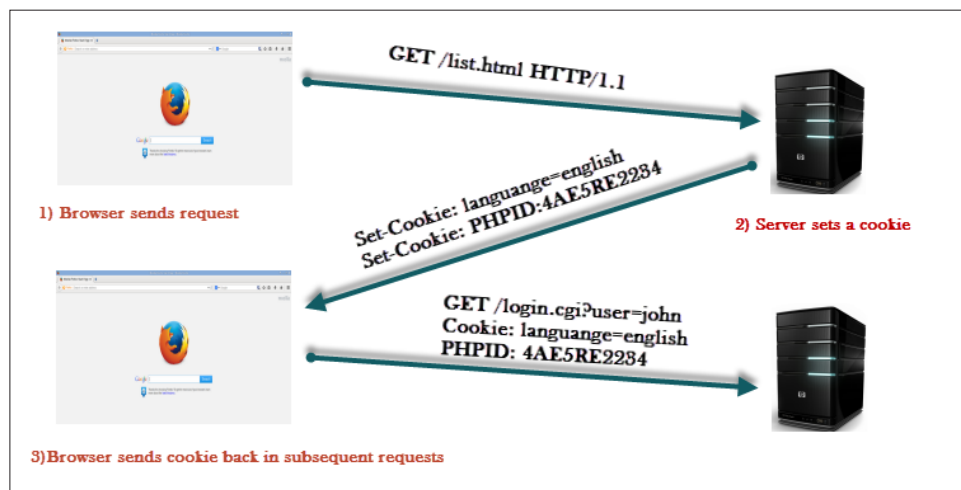 GET /list.html HTTP/1.1
1) Browser sends request
Set-Cookie: languange=english
Set-Cookie: PHPID:4AE5RE2234
2) Server sets a cookie
GET /login.cgi?user=john
Cookie: languange=english
PHPID: 4AE5RE2234
3)Browser sends cookie back in subsequent requests
Google
Google